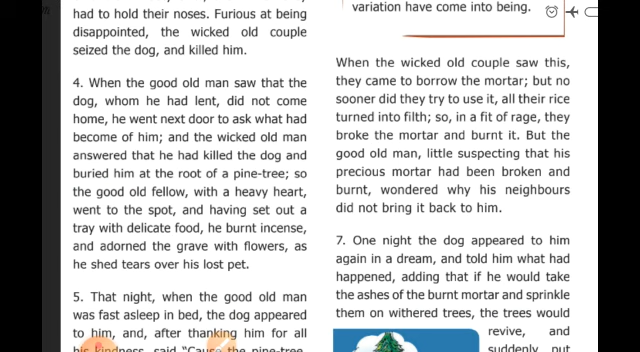 had to hold their noses. Furious at being
disappointed, the wicked old couple
seized the dog, and killed him.
4. When the good old man saw that the
dog, whom he had lent, did not come
home, he went next door to ask what had
become of him; and the wicked old man
answered that he had killed the dog and
buried him at the root of a pine-tree; so
the good old fellow, with a heavy heart,
went to the spot, and having set out a
tray with delicate food, he burnt incense,
and adorned the grave with flowers, as
he shed tears over his lost pet.
5. That night, when the good old man
was fast asleep in bed, the dog appeared
to him, and, after thanking him for all
his kindness, said "Cause the pine-tree,
variation have come into being.
When the wicked old couple saw this,
they came to borrow the mortar; but no
sooner did they try to use it, all their rice
turned into filth; so, in a fit of rage, they
broke the mortar and burnt it. But the
good old man, little suspecting that his
precious mortar had been broken and
burnt, wondered why his neighbours
did not bring it back to him.
7. One night the dog appeared to him
again in a dream, and told him what had
happened, adding that if he would take
the ashes of the burnt mortar and sprinkle
them on withered trees, the trees would
revive, and
suddenly put